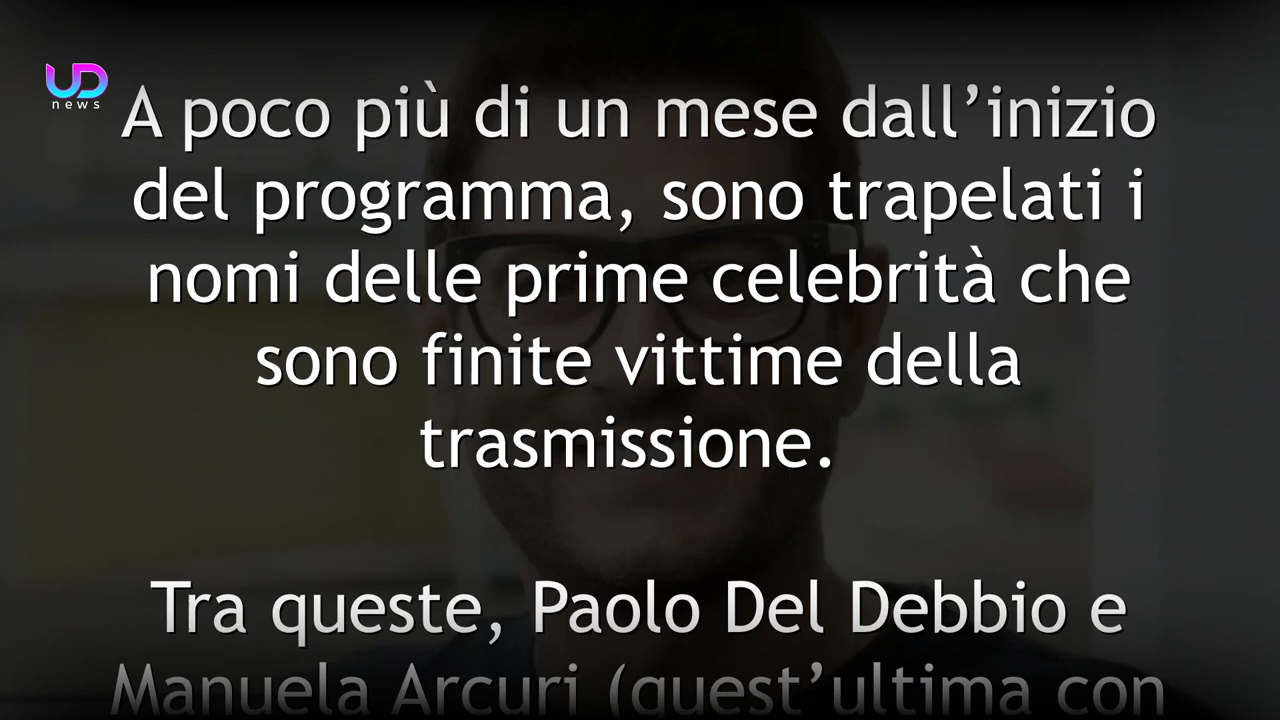 UD
news
A poco più di un mese dall’inizio
del programma, sono trapelati i
nomi delle prime celebrità che
sono finite vittime della
trasmissione.
Tra queste, Paolo Del Debbio e
Manuela Arcuri (quest’ultima con